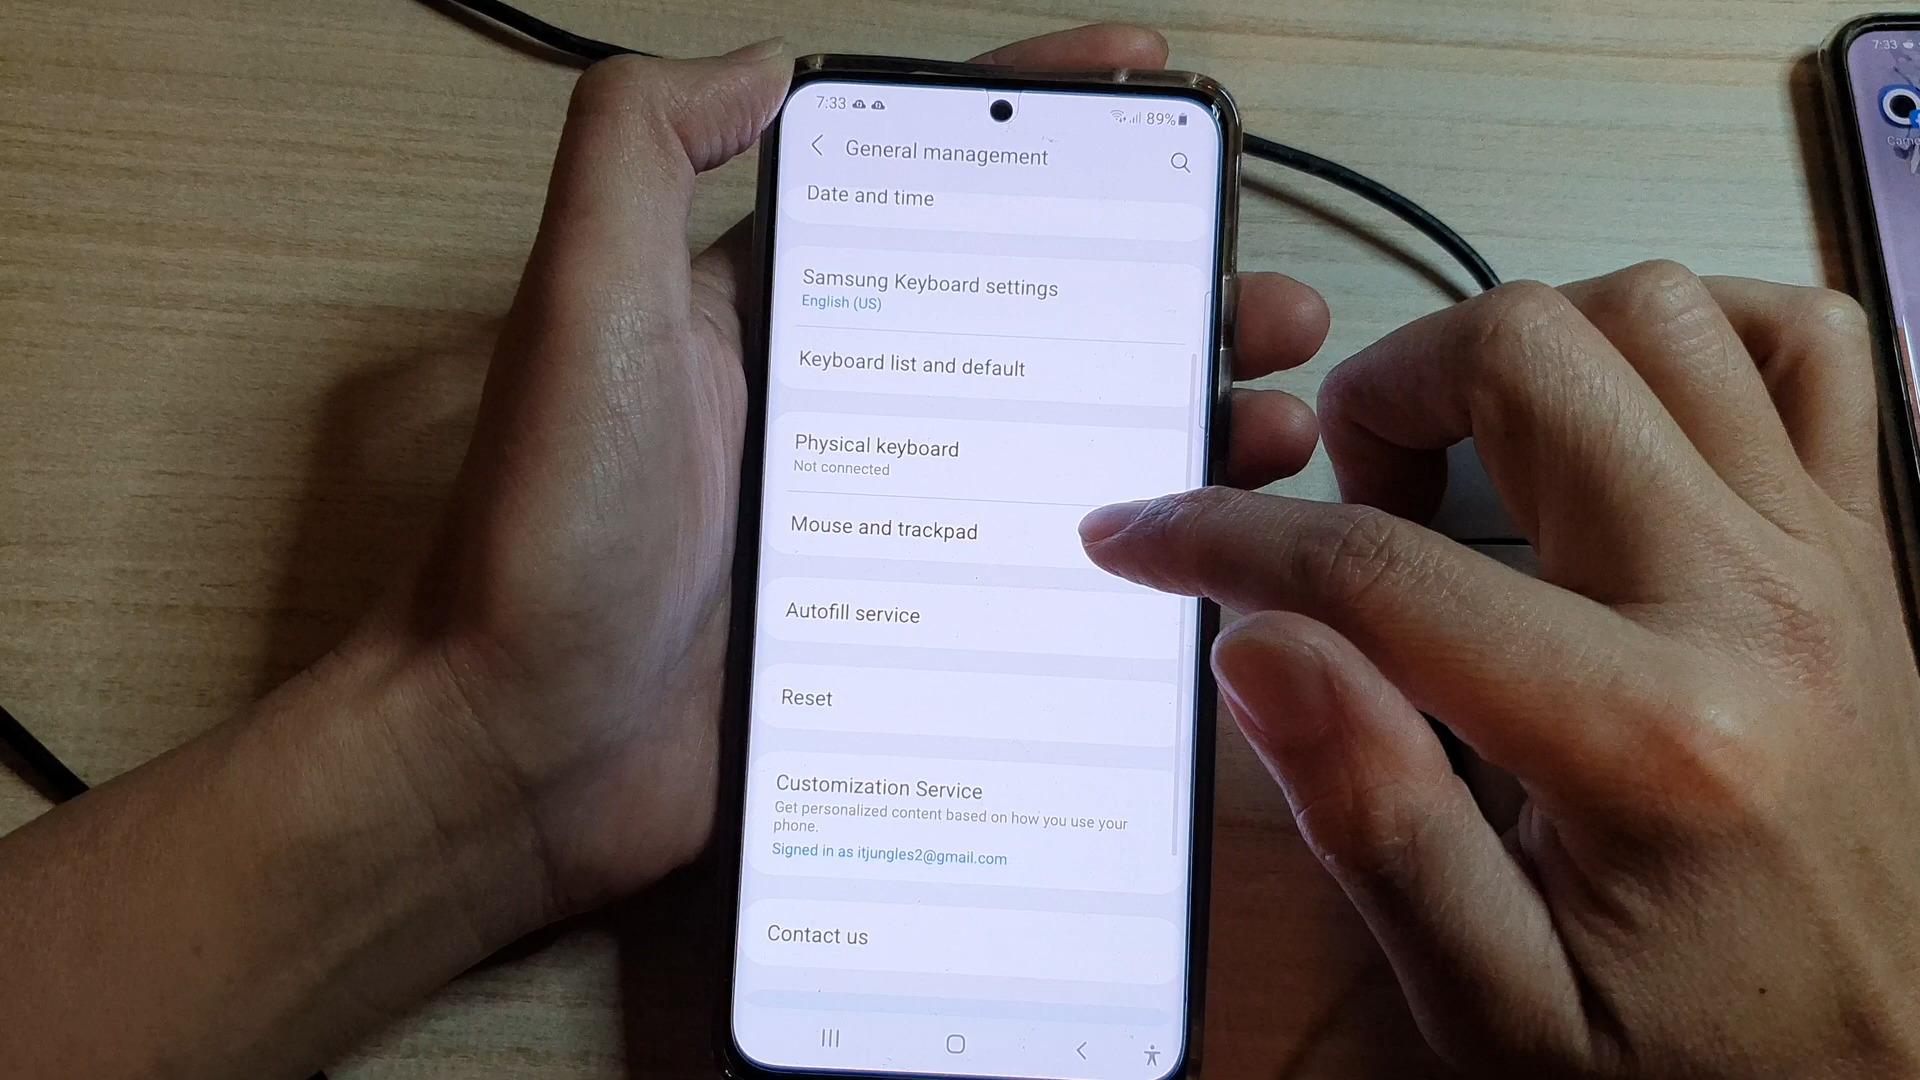 7:33
89%
General management
Date and time
Samsung Keyboard settings
English (US)
Keyboard list and default
Physical keyboard
Not connected
Mouse and trackpad
Autofill service
Reset
Customization Service
Get personalized content based on how you use your
phone.
Signed in as itjungles2@gmail.com
Contact us
7:33